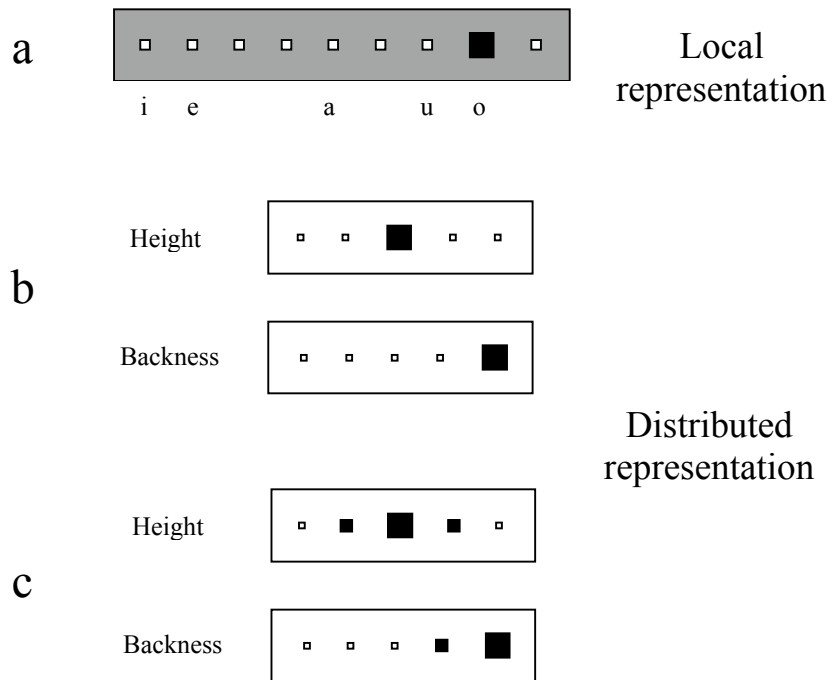 a
Local
representation
i e a u o
Height
b
Backness
Distributed
representation
Height
c
Backness